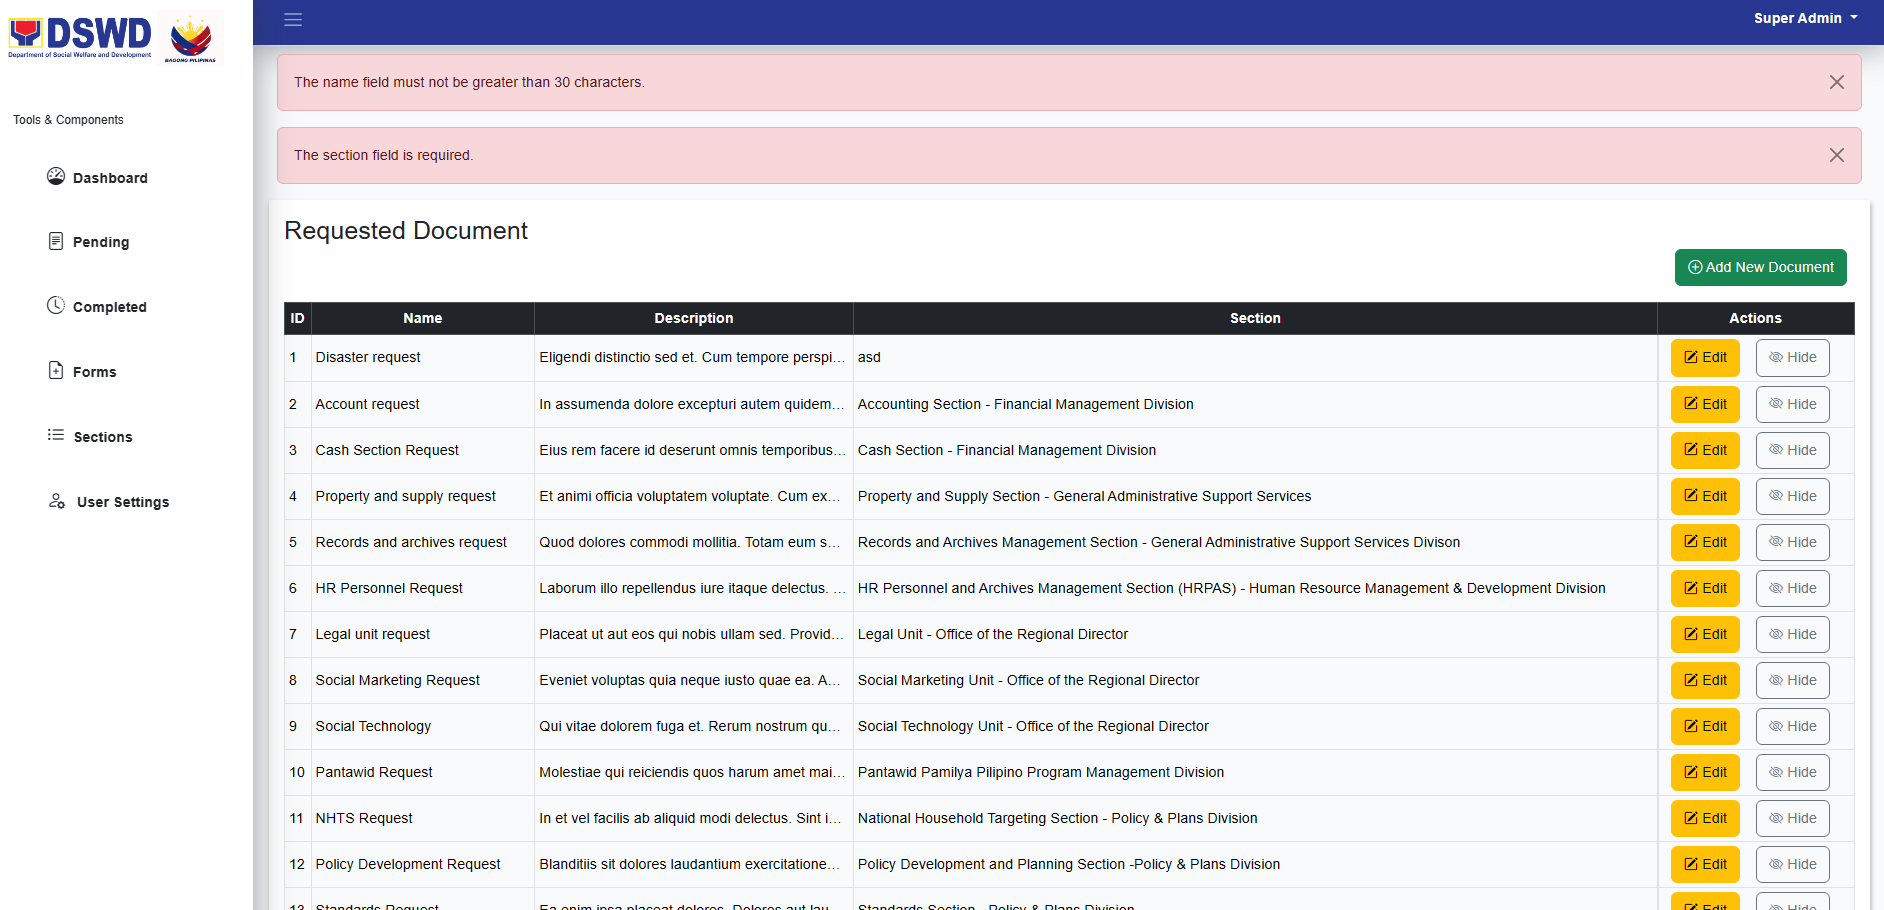 DSWD
Department of Social Welfare and Development
BAGONG PILIPINAS
Super Admin
Tools & Components
Dashboard
Pending
Completed
Forms
Sections
User Settings
The name field must not be greater than 30 characters.
The section field is required.
Requested Document
Add New Document
ID Name Description Section Actions
1 Disaster request Eligendi distinctio sed et. Cum tempore perspi... asd Edit Hide
2 Account request In assumenda dolore excepturi autem quidem... Accounting Section - Financial Management Division Edit Hide
3 Cash Section Request Eius rem facere id deserunt omnis temporibus... Cash Section - Financial Management Division Edit Hide
4 Property and supply request Et animi officia voluptatem voluptate. Cum ex... Property and Supply Section - General Administrative Support Services Edit Hide
5 Records and archives request Quod dolores commodi mollitia. Totam eum s... Records and Archives Management Section - General Administrative Support Services Divison Edit Hide
6 HR Personnel Request Laborum illo repellendus iure itaque delectus. ... HR Personnel and Archives Management Section (HRPAS) - Human Resource Management & Development Division Edit Hide
7 Legal unit request Placeat ut aut eos qui nobis ullam sed. Provid... Legal Unit - Office of the Regional Director Edit Hide
8 Social Marketing Request Eveniet voluptas quia neque iusto quae ea. A... Social Marketing Unit - Office of the Regional Director Edit Hide
9 Social Technology Qui vitae dolorem fuga et. Rerum nostrum qu... Social Technology Unit - Office of the Regional Director Edit Hide
10 Pantawid Request Molestiae qui reiciendis quos harum amet mai... Pantawid Pamilya Pilipino Program Management Division Edit Hide
11 NHTS Request In et vel facilis ab aliquid modi delectus. Sint i... National Household Targeting Section - Policy & Plans Division Edit Hide
12 Policy Development Request Blanditiis sit dolores laudantium exercitatione... Policy Development and Planning Section -Policy & Plans Division Edit Hide
13 Standards Request Ea enim ipsa placeat dolores. Dolores aut lau... Standards Section - Policy & Plans Division Edit Hide